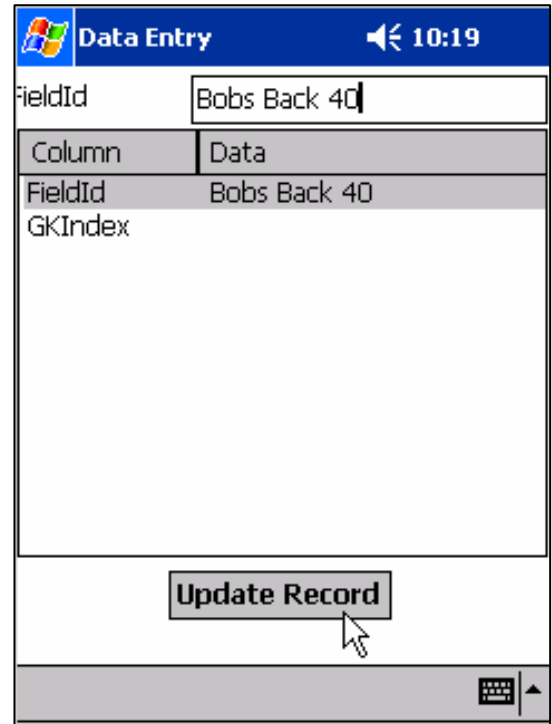 Data Entry 10:19
FieldId Bobs Back 40
Column Data
FieldId Bobs Back 40
GKIndex
Update Record